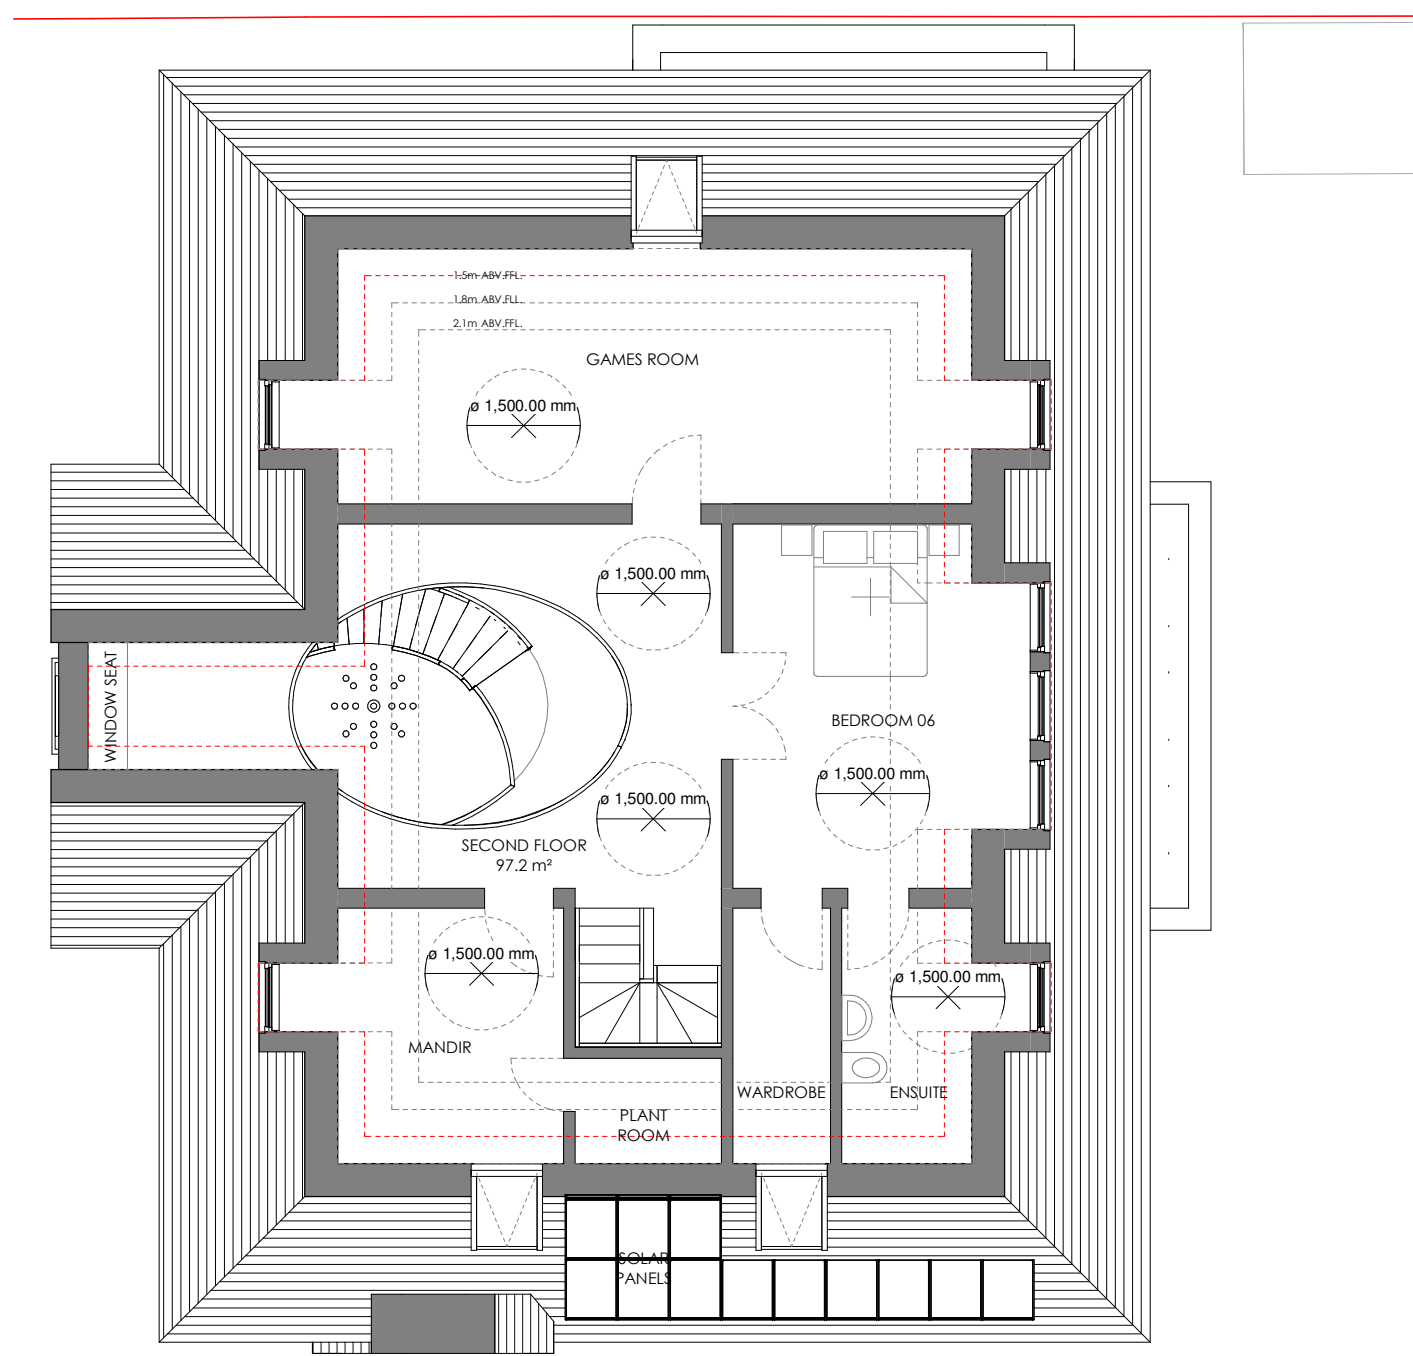 1.5m ABV.FFL.
1.8m ABV.FLL.
2.1m ABV.FFL.
GAMES ROOM
ø 1,500.00 mm
ø 1,500.00 mm
WINDOW SEAT
BEDROOM 06
ø 1,500.00 mm
ø 1,500.00 mm
SECOND FLOOR
97.2 m²
ø 1,500.00 mm
ø 1,500.00 mm
MANDIR
WARDROBE
ENSUITE
PLANT
ROOM
SOLAR
PANELS